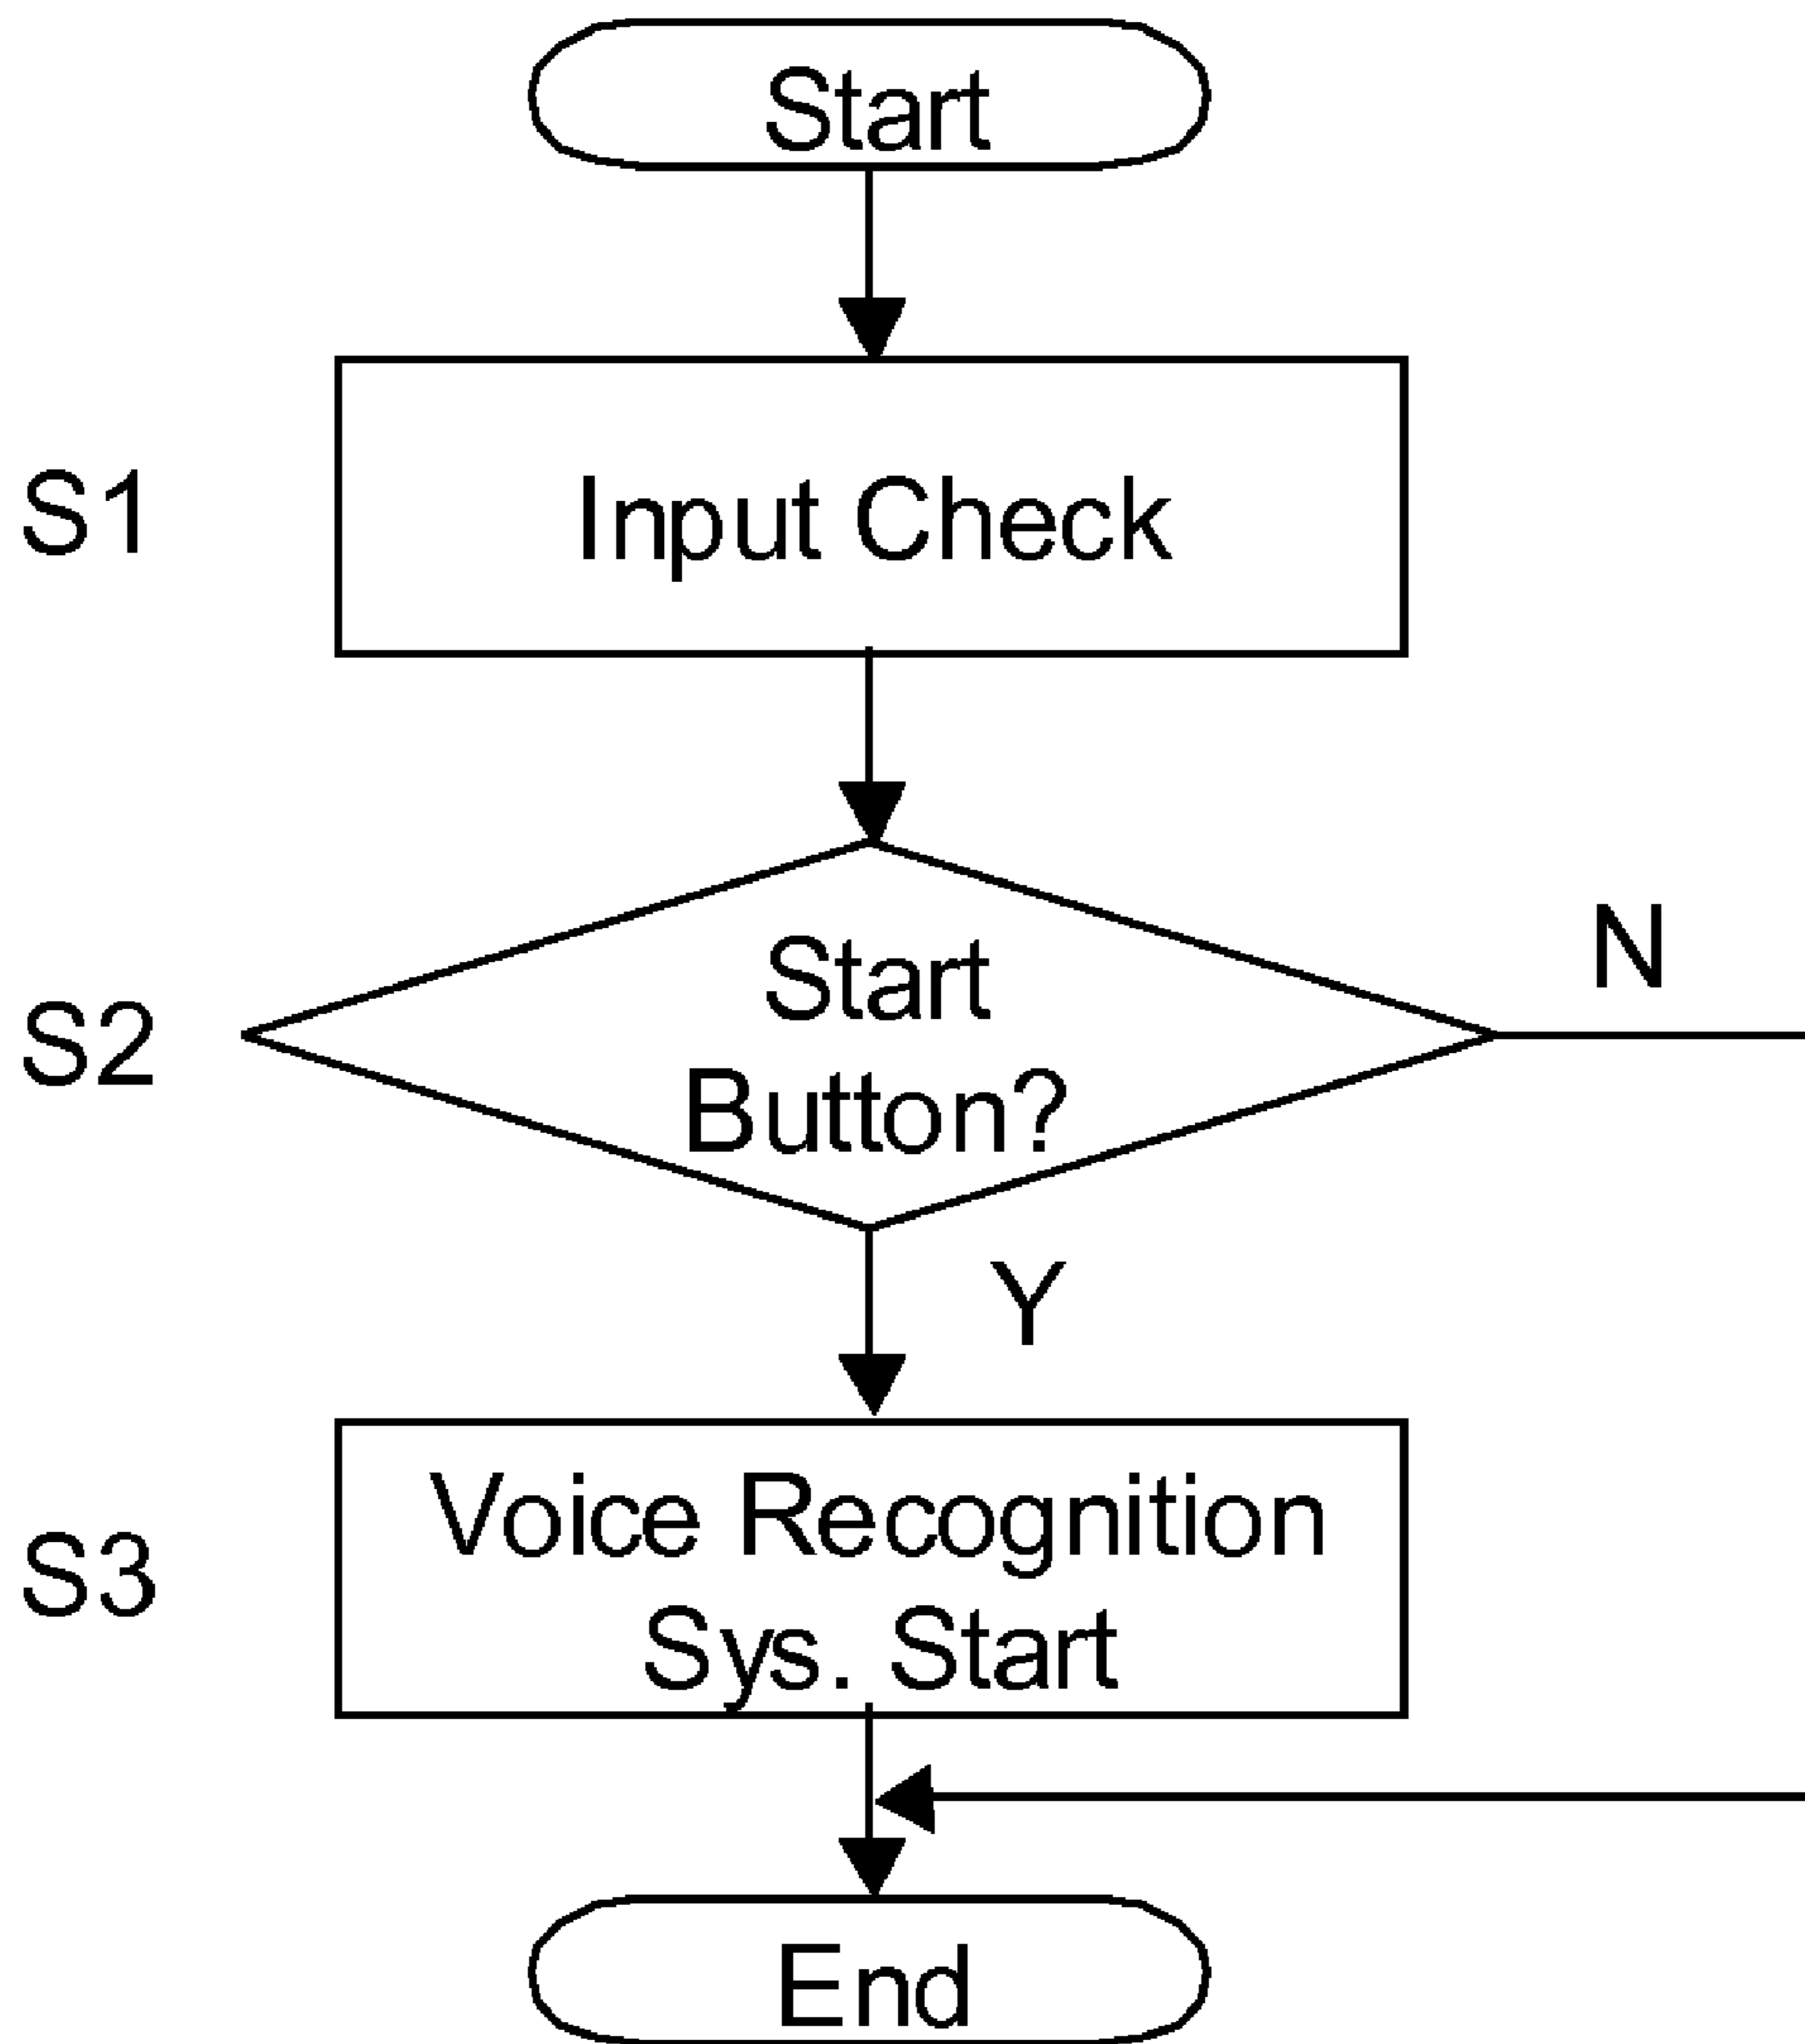 Start
S1
Input Check
S2
Start
Button?
N
Y
S3
Voice Recognition
Sys. Start
End